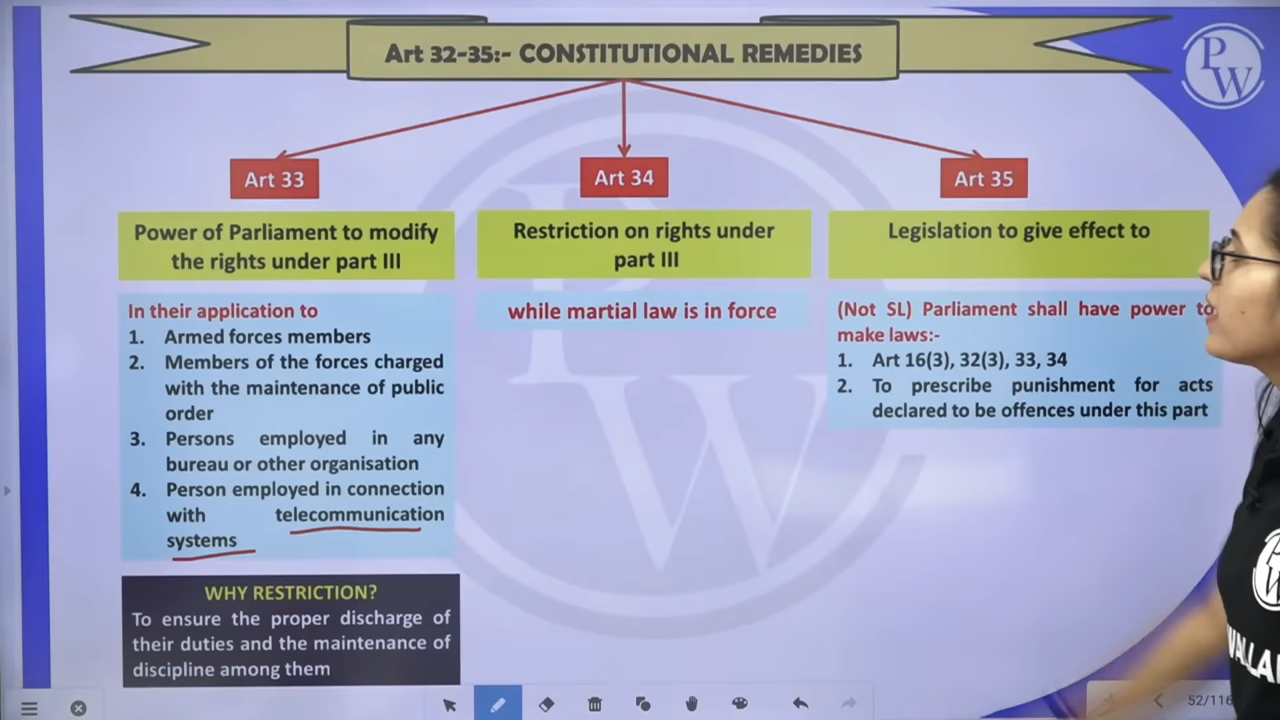 Art 32-35:- CONSTITUTIONAL REMEDIES
PW
Art 33
Art 34
Art 35
Power of Parliament to modify
the rights under part III
Restriction on rights under
part III
Legislation to give effect to
In their application to
1. Armed forces members
2. Members of the forces charged
with the maintenance of public
order
3. Persons employed in any
bureau or other organisation
4. Person employed in connection
with telecommunication
systems
while martial law is in force
(Not SL) Parliament shall have power to
make laws:-
1. Art 16(3), 32(3), 33, 34
2. To prescribe punishment for acts
declared to be offences under this part
WHY RESTRICTION?
To ensure the proper discharge of
their duties and the maintenance of
discipline among them
PW
52/116